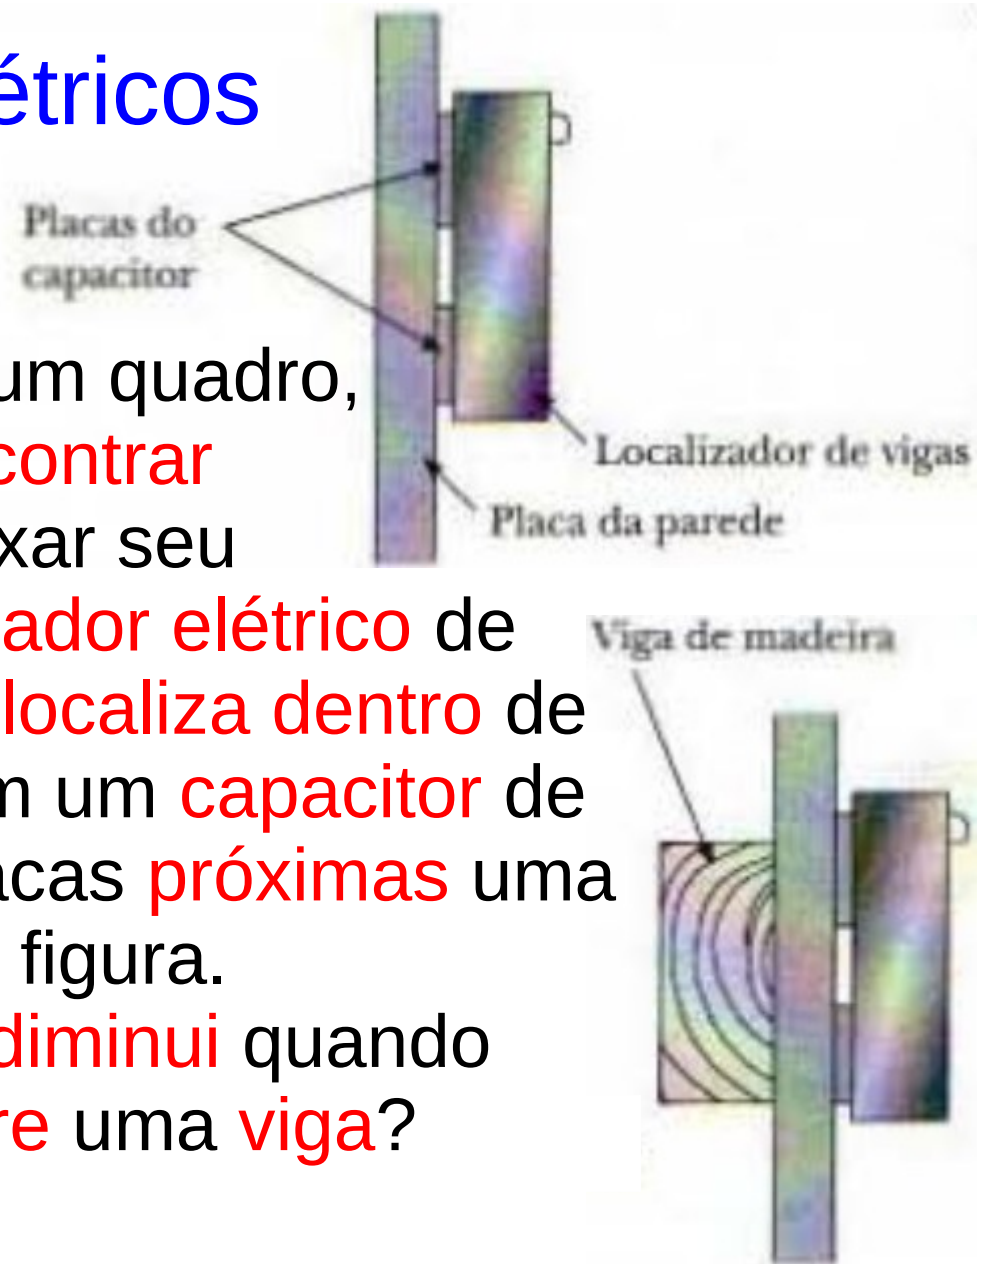 étricos
Placas do
capacitor
um quadro,
contrar
Localizador de vigas
xar seu
Placa da parede
ador elétrico de
Viga de madeira
localiza dentro de
m um capacitor de
acas próximas uma
figura.
diminui quando
re uma viga?